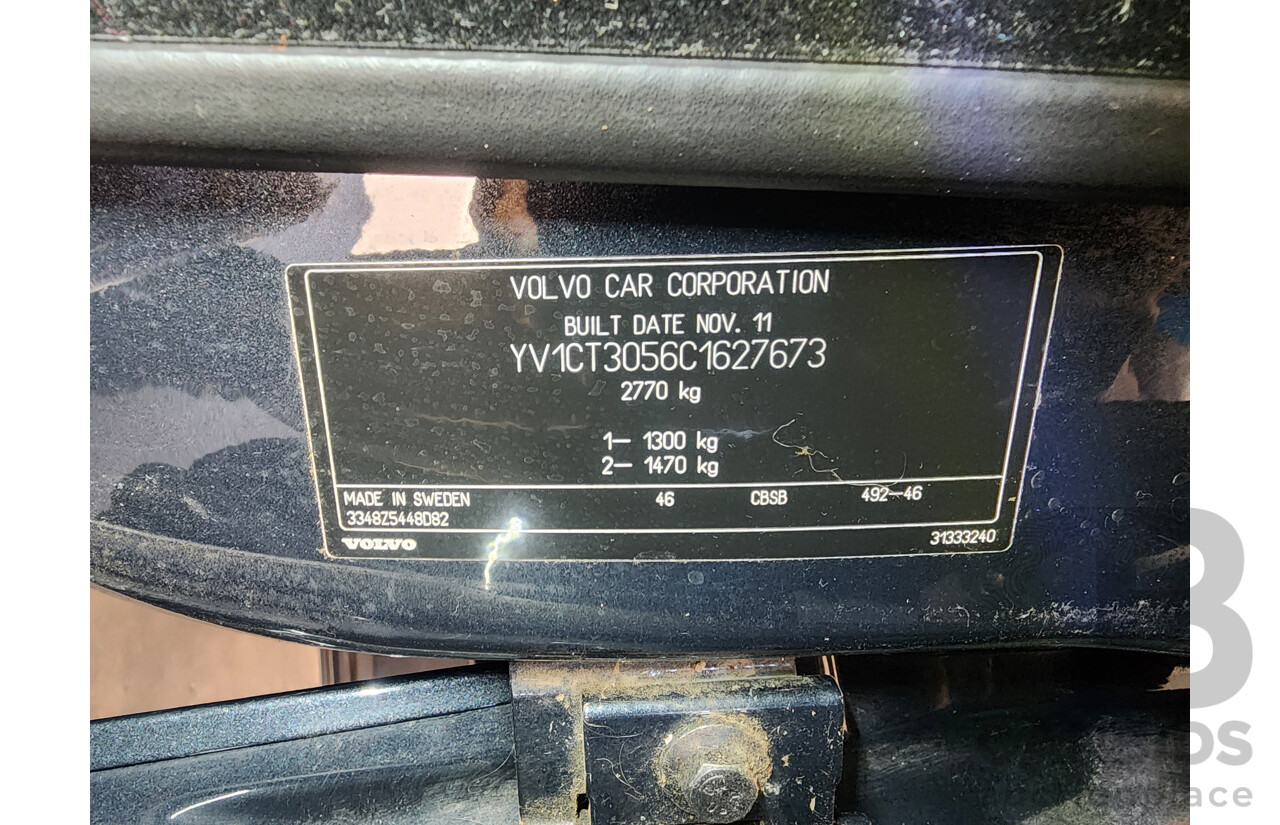 VOLVO CAR CORPORATION
BUILT DATE NOV. 11
YV1CT3056C1627673
2770 kg
1— 1300 kg
2— 1470 kg
MADE IN SWEDEN 46 CBSB 492—46
3348Z5448D82
VOLVO 31333240